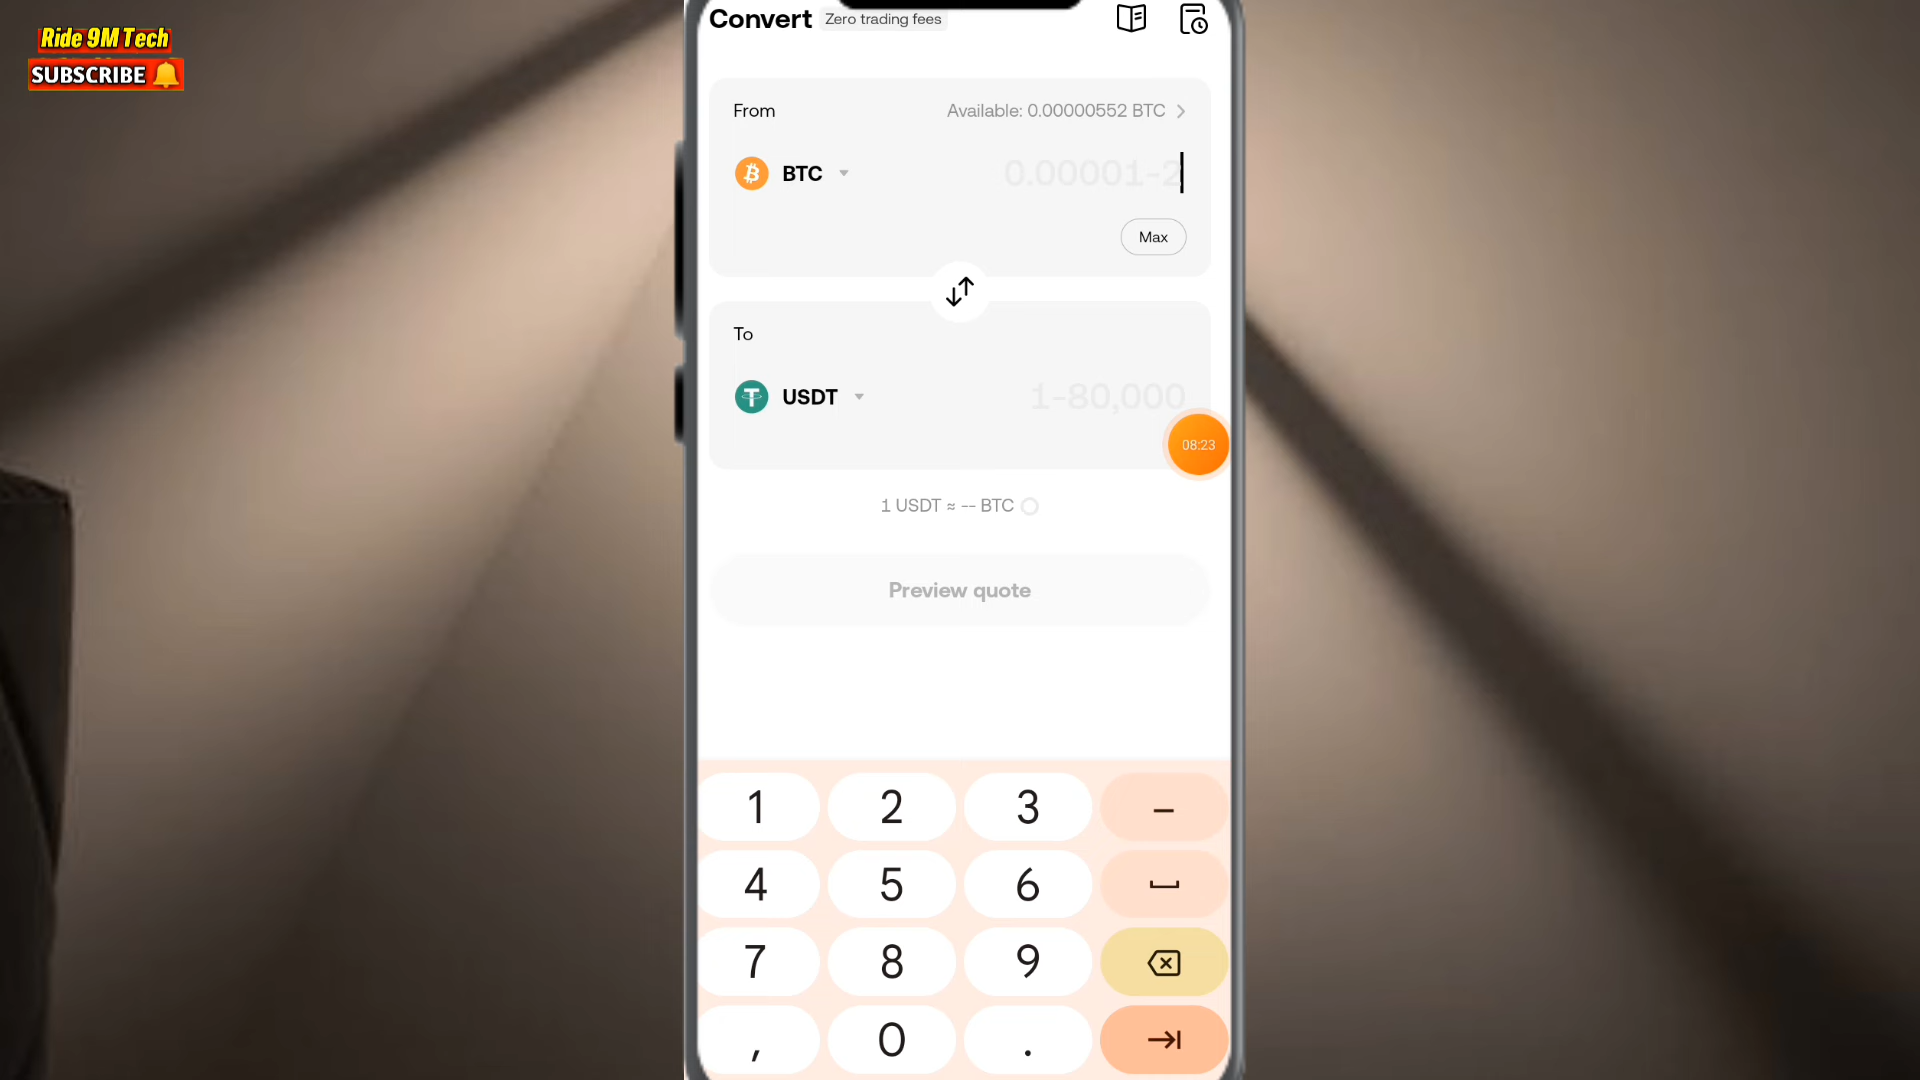 Ride 9M Tech
SUBSCRIBE
Convert Zero trading fees
From Available: 0.00000552 BTC
BTC 0.00001-2
Max
To
USDT 1-80,000
08:23
1 USDT ≈ -- BTC
Preview quote
1 2 3 –
4 5 6
7 8 9
, 0 .